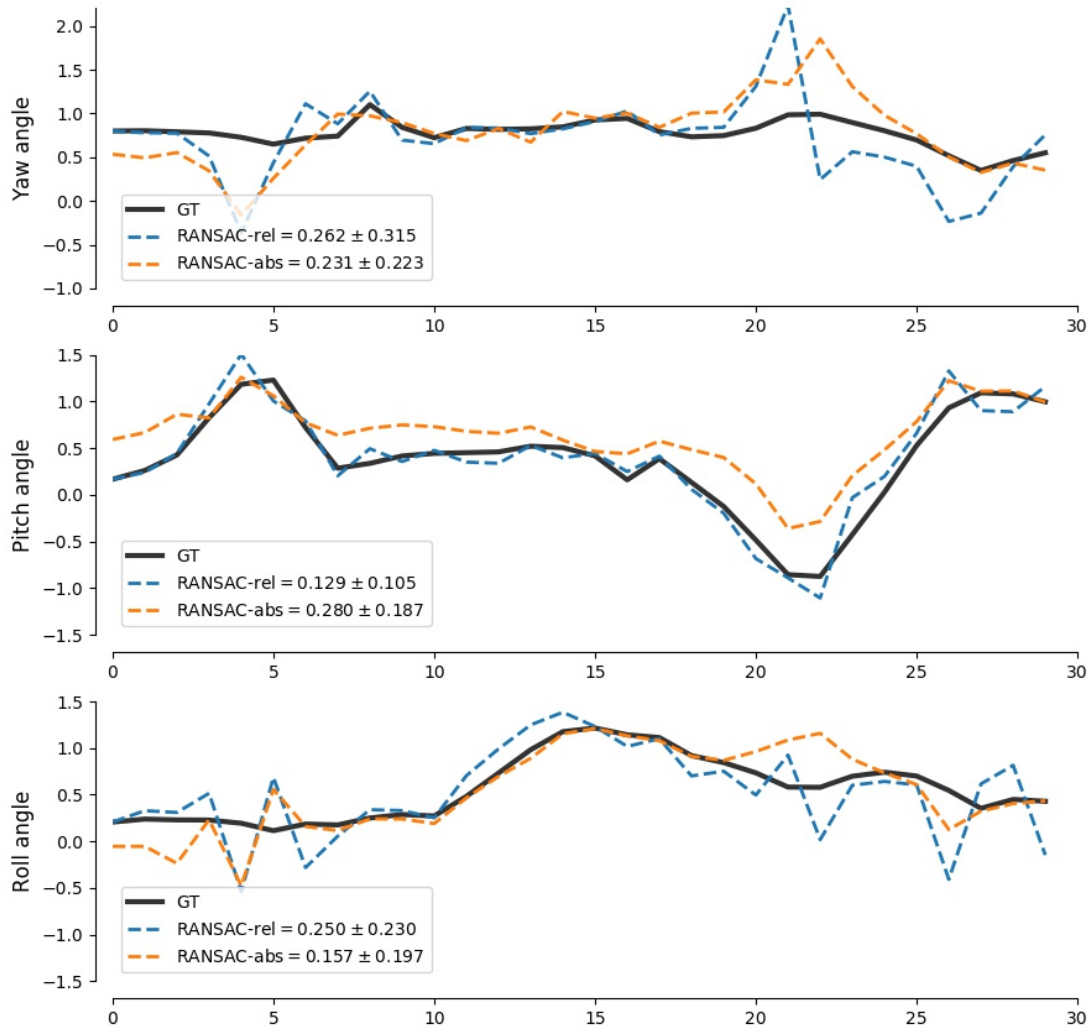 2.0
1.5
1.0
0.5
0.0
−0.5
−1.0
Yaw angle
GT
RANSAC-rel = 0.262 ± 0.315
RANSAC-abs = 0.231 ± 0.223
0 5 10 15 20 25 30
1.5
1.0
0.5
0.0
−0.5
−1.0
−1.5
Pitch angle
GT
RANSAC-rel = 0.129 ± 0.105
RANSAC-abs = 0.280 ± 0.187
0 5 10 15 20 25 30
1.5
1.0
0.5
0.0
−0.5
−1.0
−1.5
Roll angle
GT
RANSAC-rel = 0.250 ± 0.230
RANSAC-abs = 0.157 ± 0.197
0 5 10 15 20 25 30